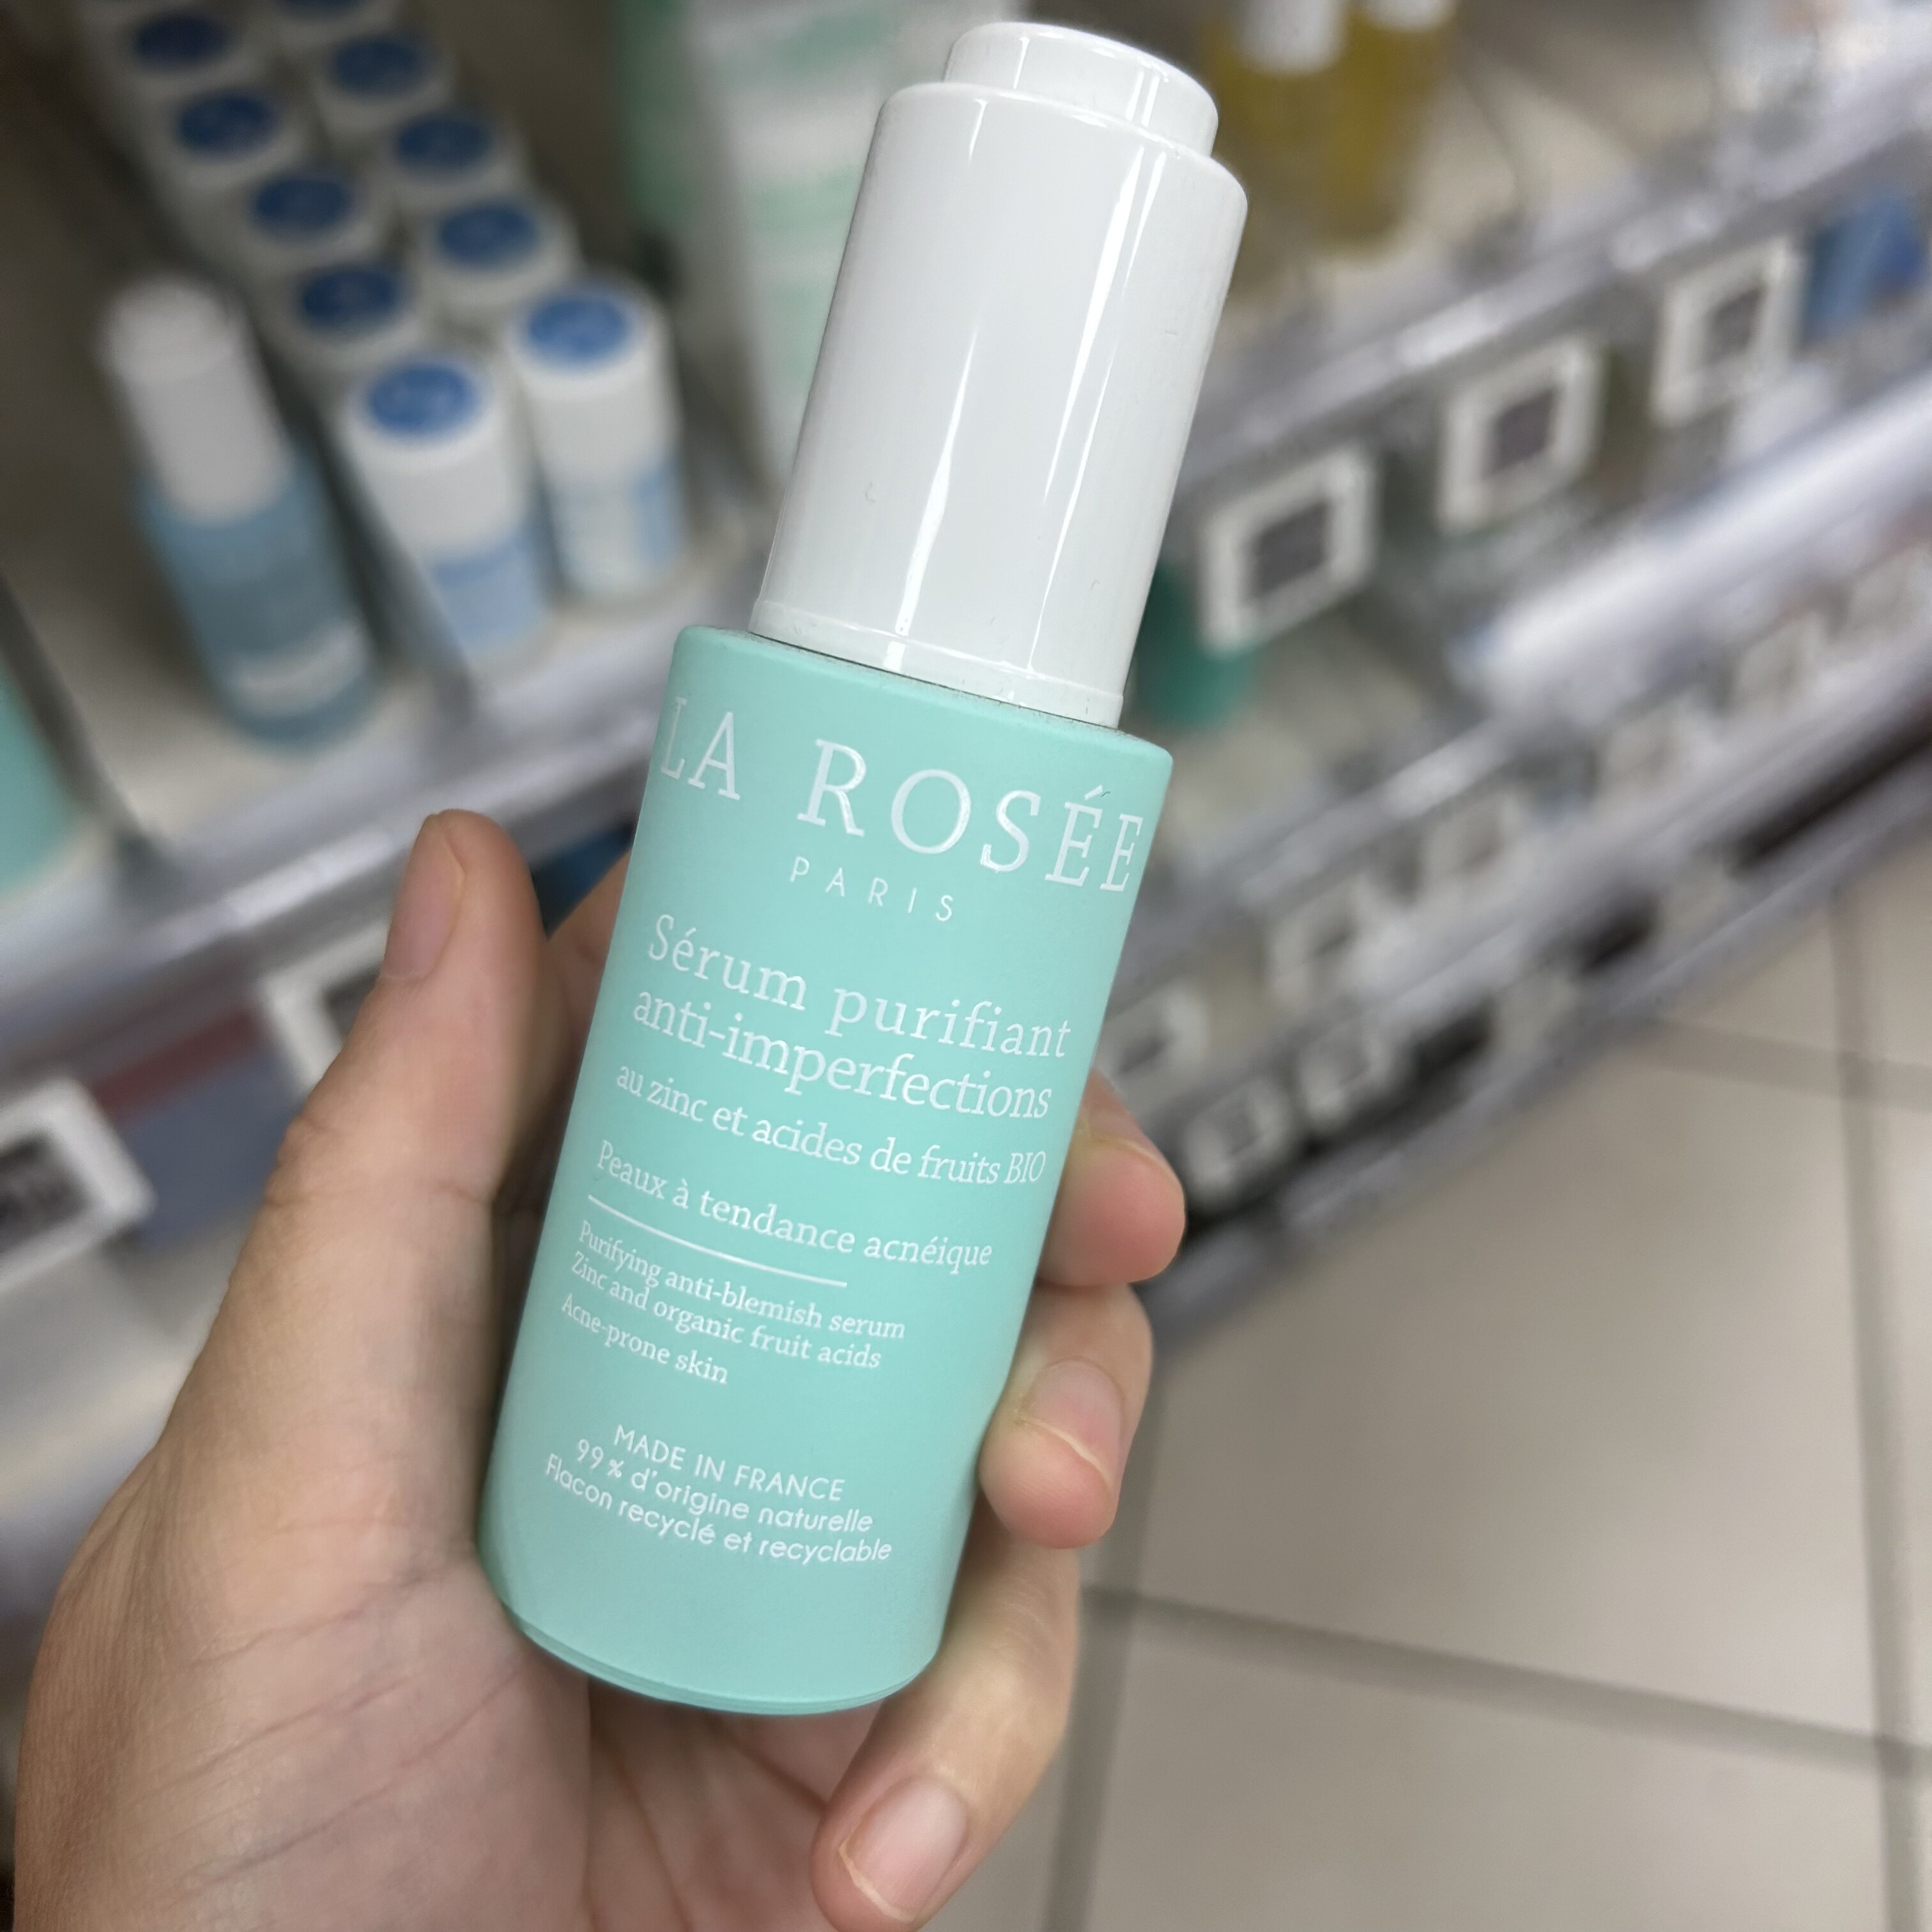 LA ROSÉE
PARIS
Sérum purifiant
anti-imperfections
au zinc et acides de fruits BIO
Peaux à tendance acnéique
Purifying anti-blemish serum
Zinc and organic fruit acids
Acne-prone skin
MADE IN FRANCE
99% d'origine naturelle
Flacon recyclé et recyclable